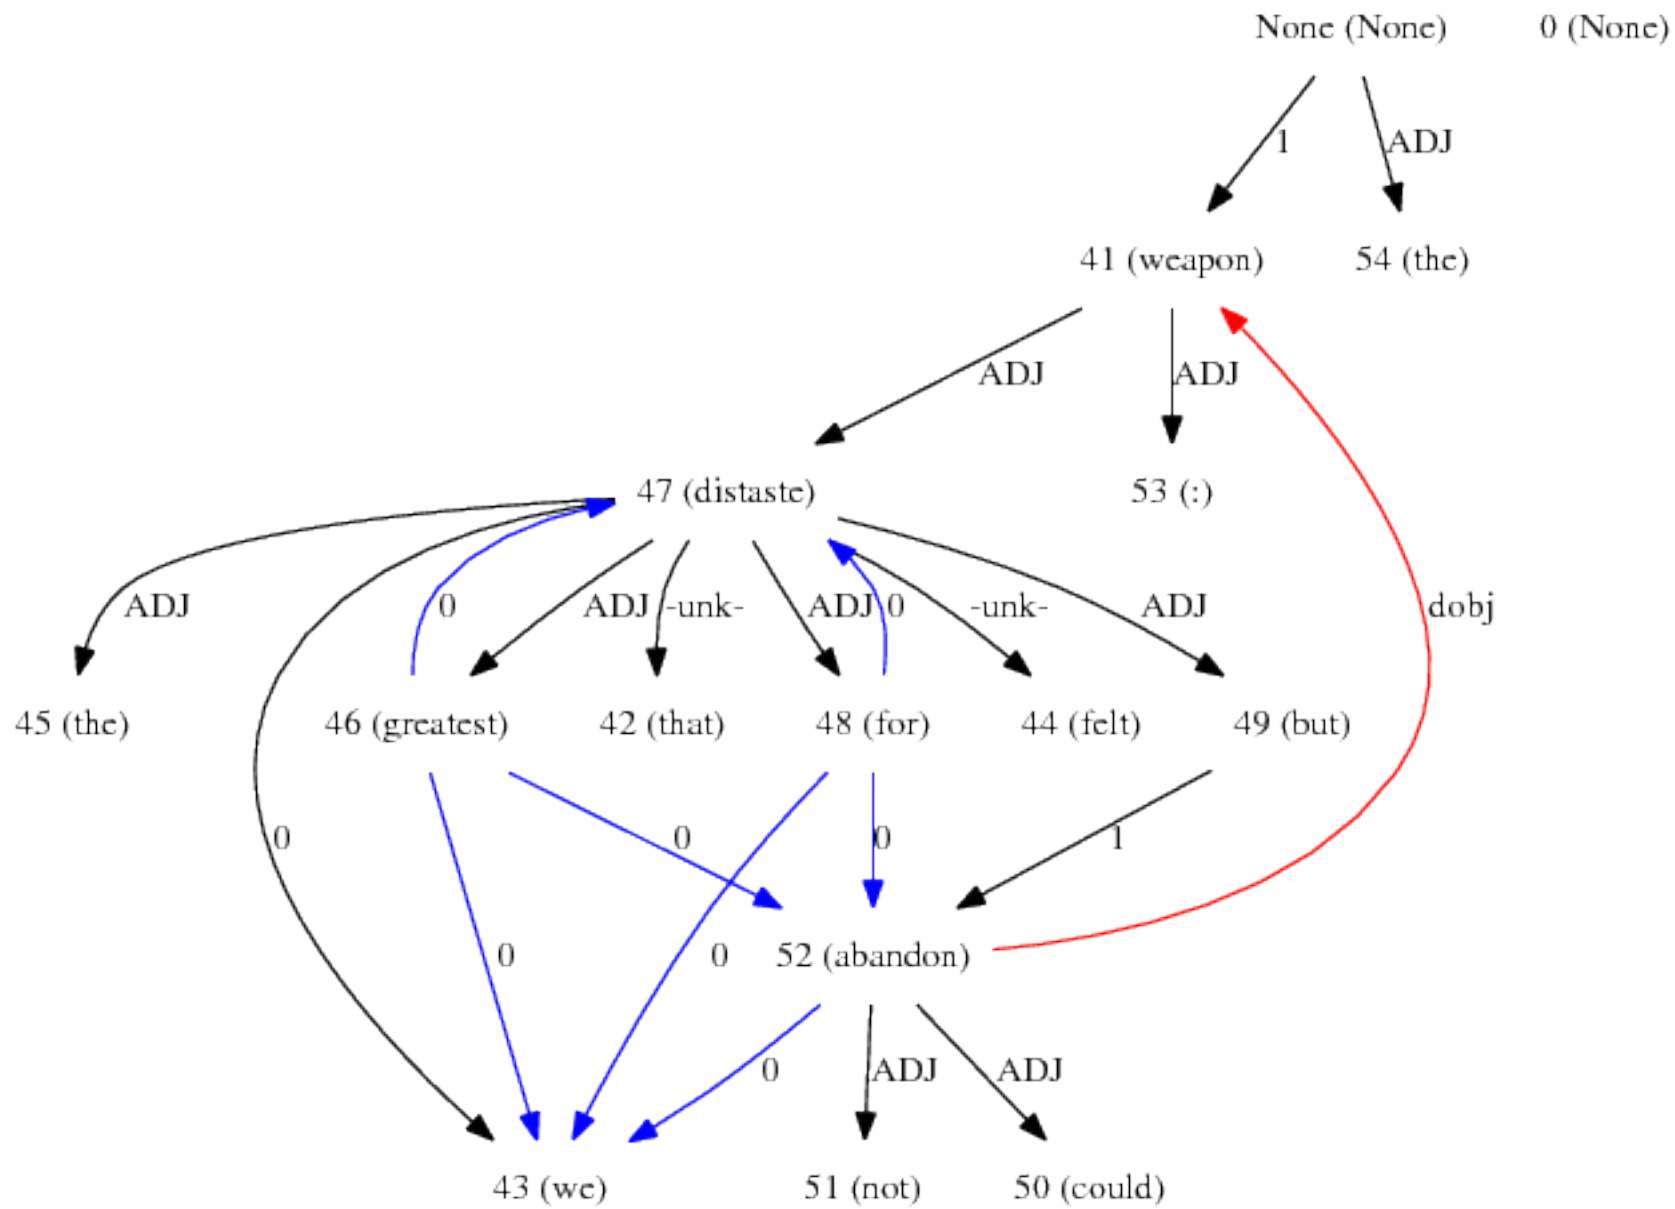 None (None) 0 (None)
1 ADJ
41 (weapon) 54 (the)
ADJ ADJ
47 (distaste) 53 (:)
ADJ 0 ADJ -unk- ADJ 0 -unk- ADJ dobj
45 (the) 46 (greatest) 42 (that) 48 (for) 44 (felt) 49 (but)
0 0 0 1
0 0 52 (abandon)
0 ADJ ADJ
43 (we) 51 (not) 50 (could)